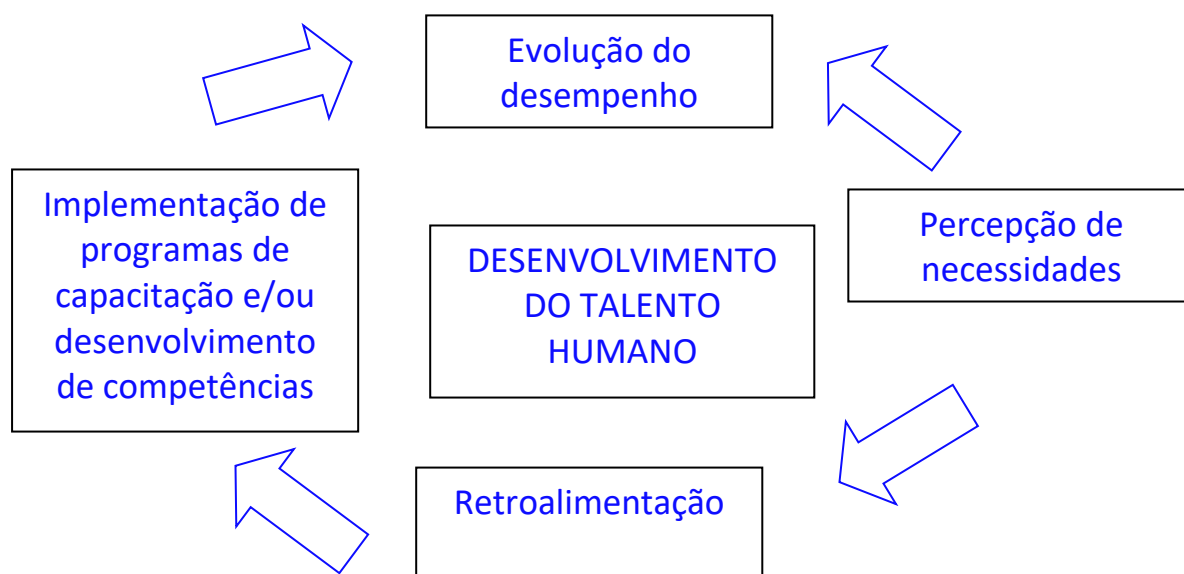 Evolução do
desempenho
Implementação de
programas de
capacitação e/ou
desenvolvimento
de competências
DESENVOLVIMENTO
DO TALENTO
HUMANO
Percepção de
necessidades
Retroalimentação